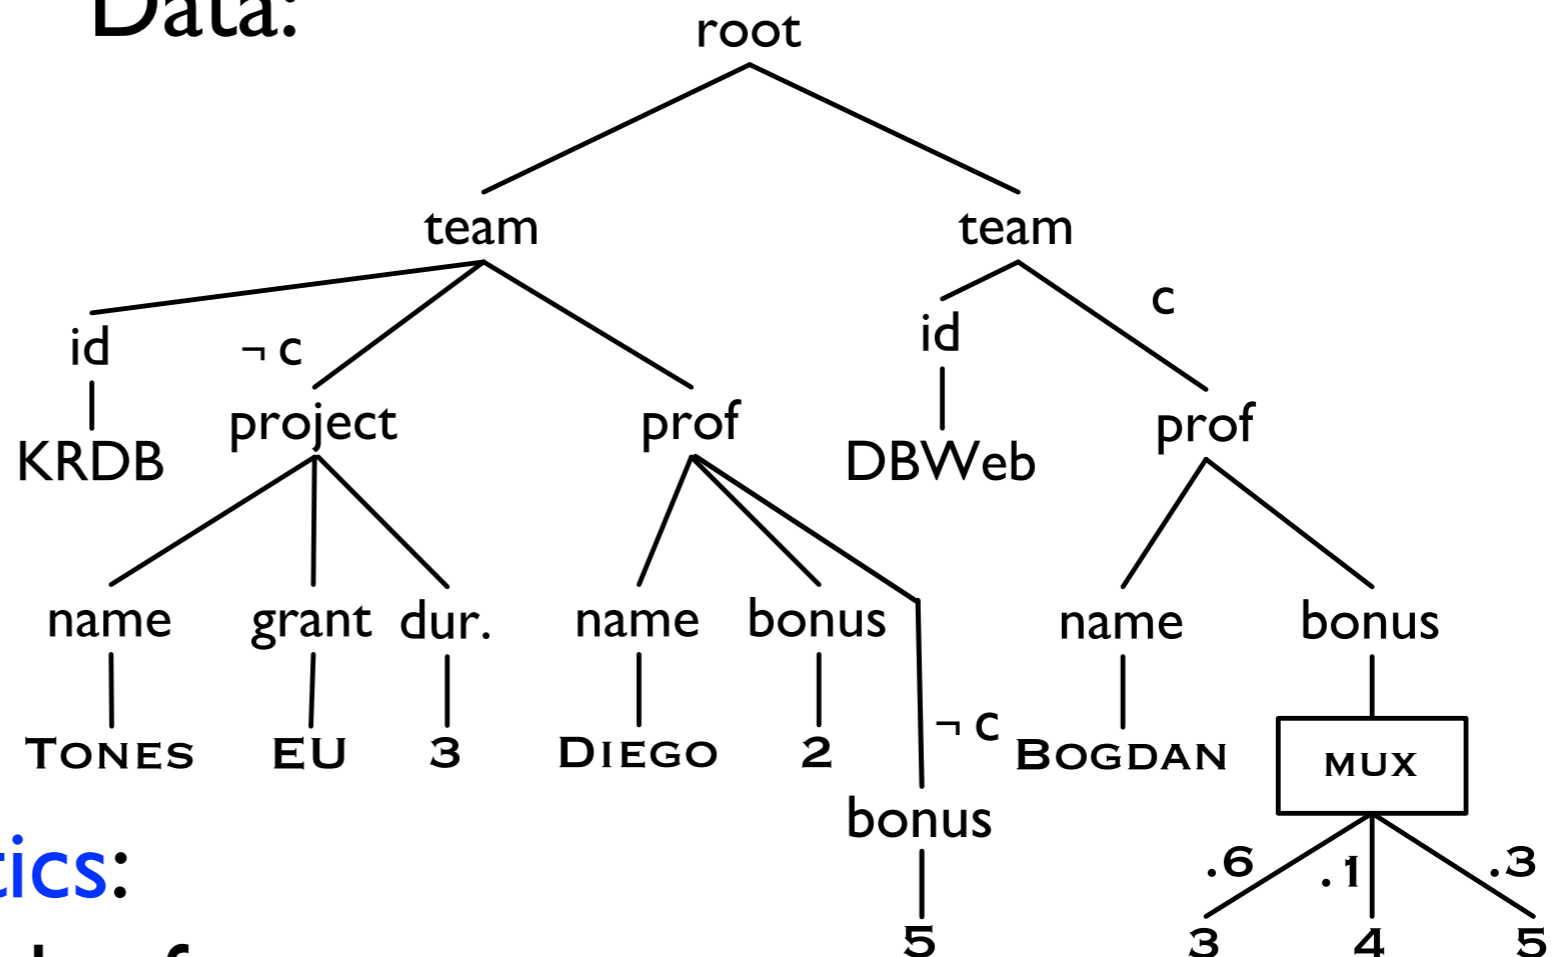 Data:
root
team team
id ¬ c id c
project prof prof
KRDB DBWeb
name grant dur. name bonus name bonus
TONES EU 3 DIEGO 2 ¬ c BOGDAN MUX
bonus
tics:
.6 .1 .3
5 3 4 5